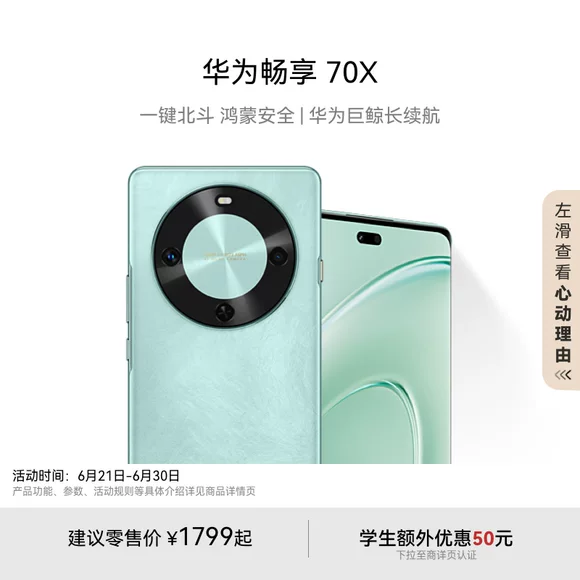 华为畅享 70X
一键北斗 鸿蒙安全 | 华为巨鲸长续航
左滑查看心动理由
活动时间：6月21日-6月30日
产品功能、参数、活动规则等具体介绍详见商品详情页
建议零售价 ¥1799起
学生额外优惠50元
下拉至商详页认证